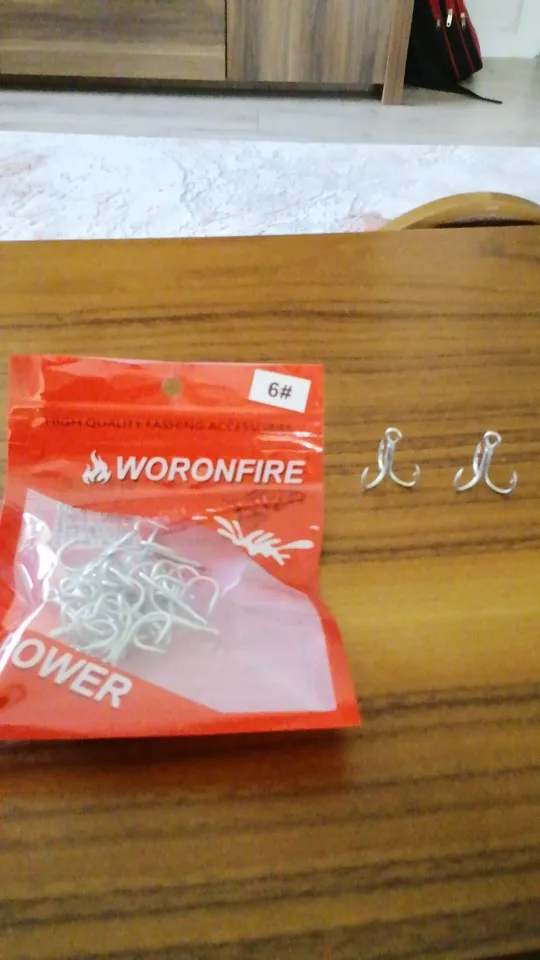 6#
HIGH QUALITY FASHING ACCESSORIES
WORONFIRE
OWER